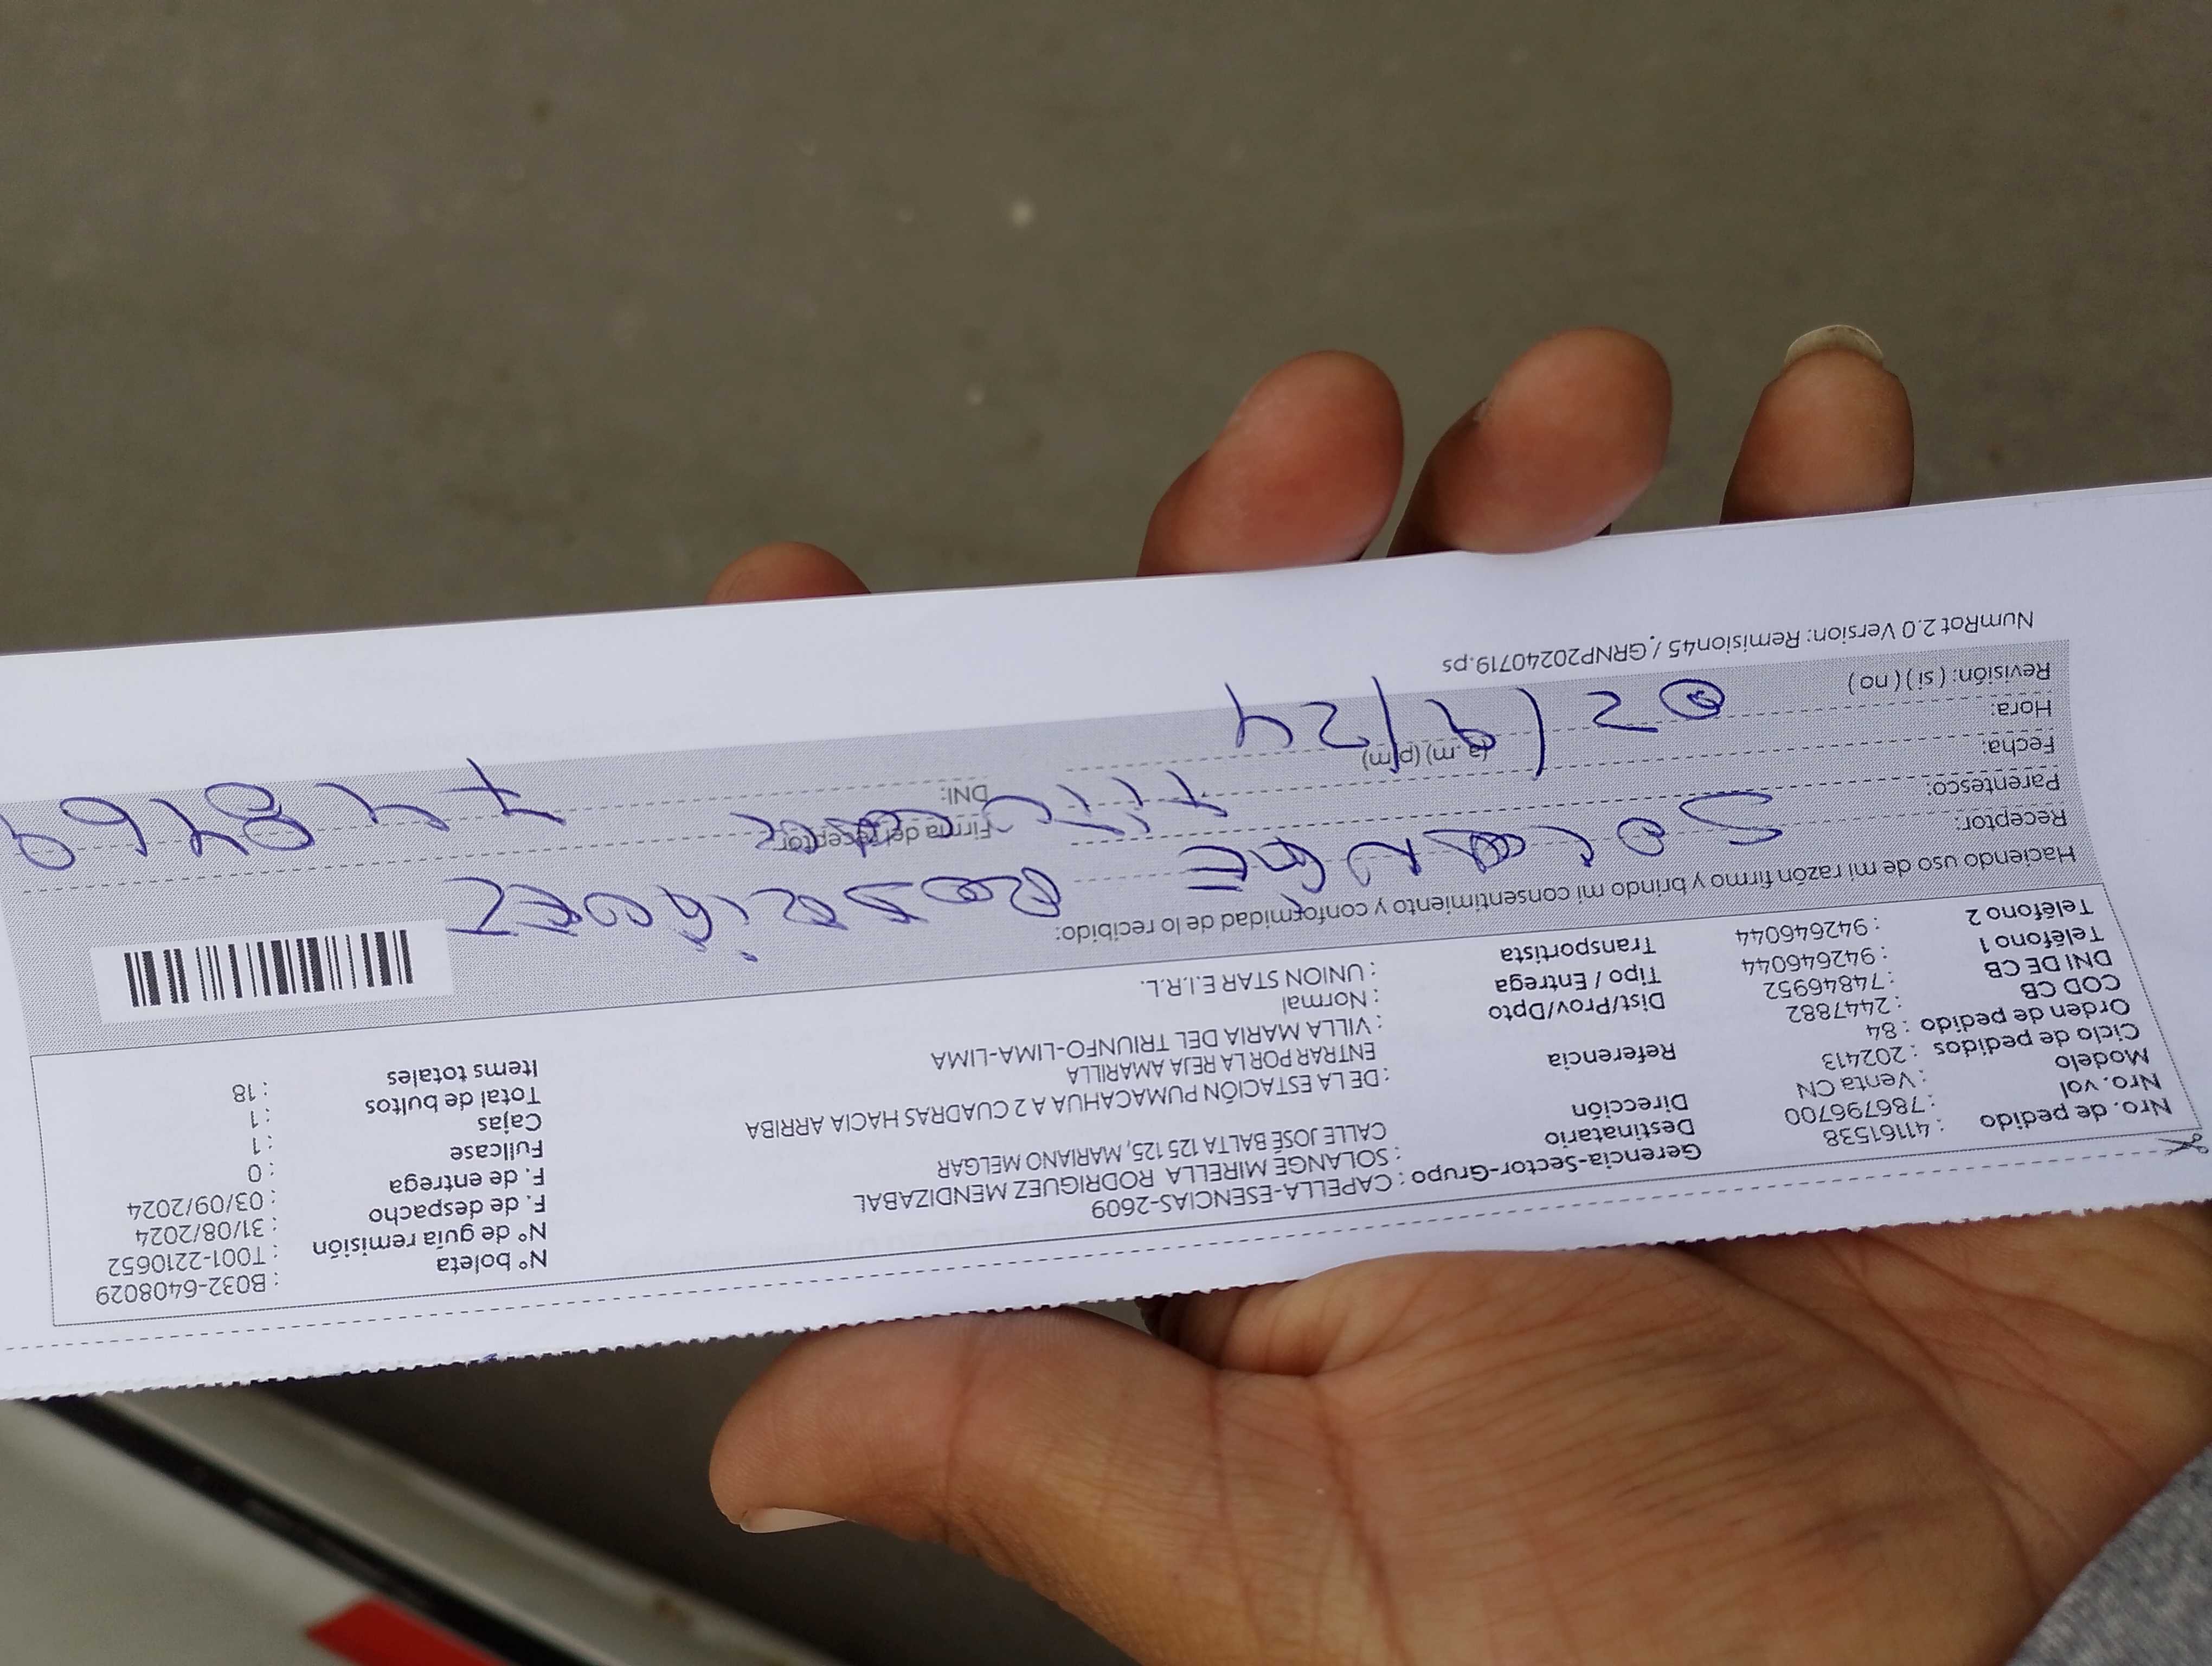 Nro. de pedido : 41161538
Nro. vol : 786796700
Modelo : Venta CN
Ciclo de pedidos : 202413
Orden de pedido : 84
COD CB : 2447882
DNI DE CB : 74846952
Teléfono 1 : 942646044
Teléfono 2 : 942646044
Gerencia-Sector-Grupo : CAPELLA-ESENCIAS-2609
Destinatario : SOLANGE MIRELLA RODRIGUEZ MENDIZABAL
Dirección CALLE JOSÉ BALTA 125 125, MARIANO MELGAR
Referencia : DE LA ESTACIÓN PUMACAHUA A 2 CUADRAS HACIA ARRIBA
ENTRAR POR LA REJA AMARILLA
Dist/Prov/Dpto : VILLA MARIA DEL TRIUNFO-LIMA-LIMA
Tipo / Entrega : Normal
Transportista : UNION STAR E.I.R.L.
N° boleta : B032-6408029
N° de guía remisión : T001-2210652
F. de despacho : 31/08/2024
F. de entrega : 03/09/2024
Fullcase : 0
Cajas : 1
Total de bultos : 1
Items totales : 18
Haciendo uso de mi razón firmo y brindo mi consentimiento y conformidad de lo recibido:
Receptor: Solange Rodriguez
Parentesco: Titular
Firma del receptor
Fecha: 02/9/24
Hora: (a. m) (p m)
DNI:
Revisión: ( si ) ( no )
NumRot 2.0 Version: Remision45 / GRNP20240719.ps